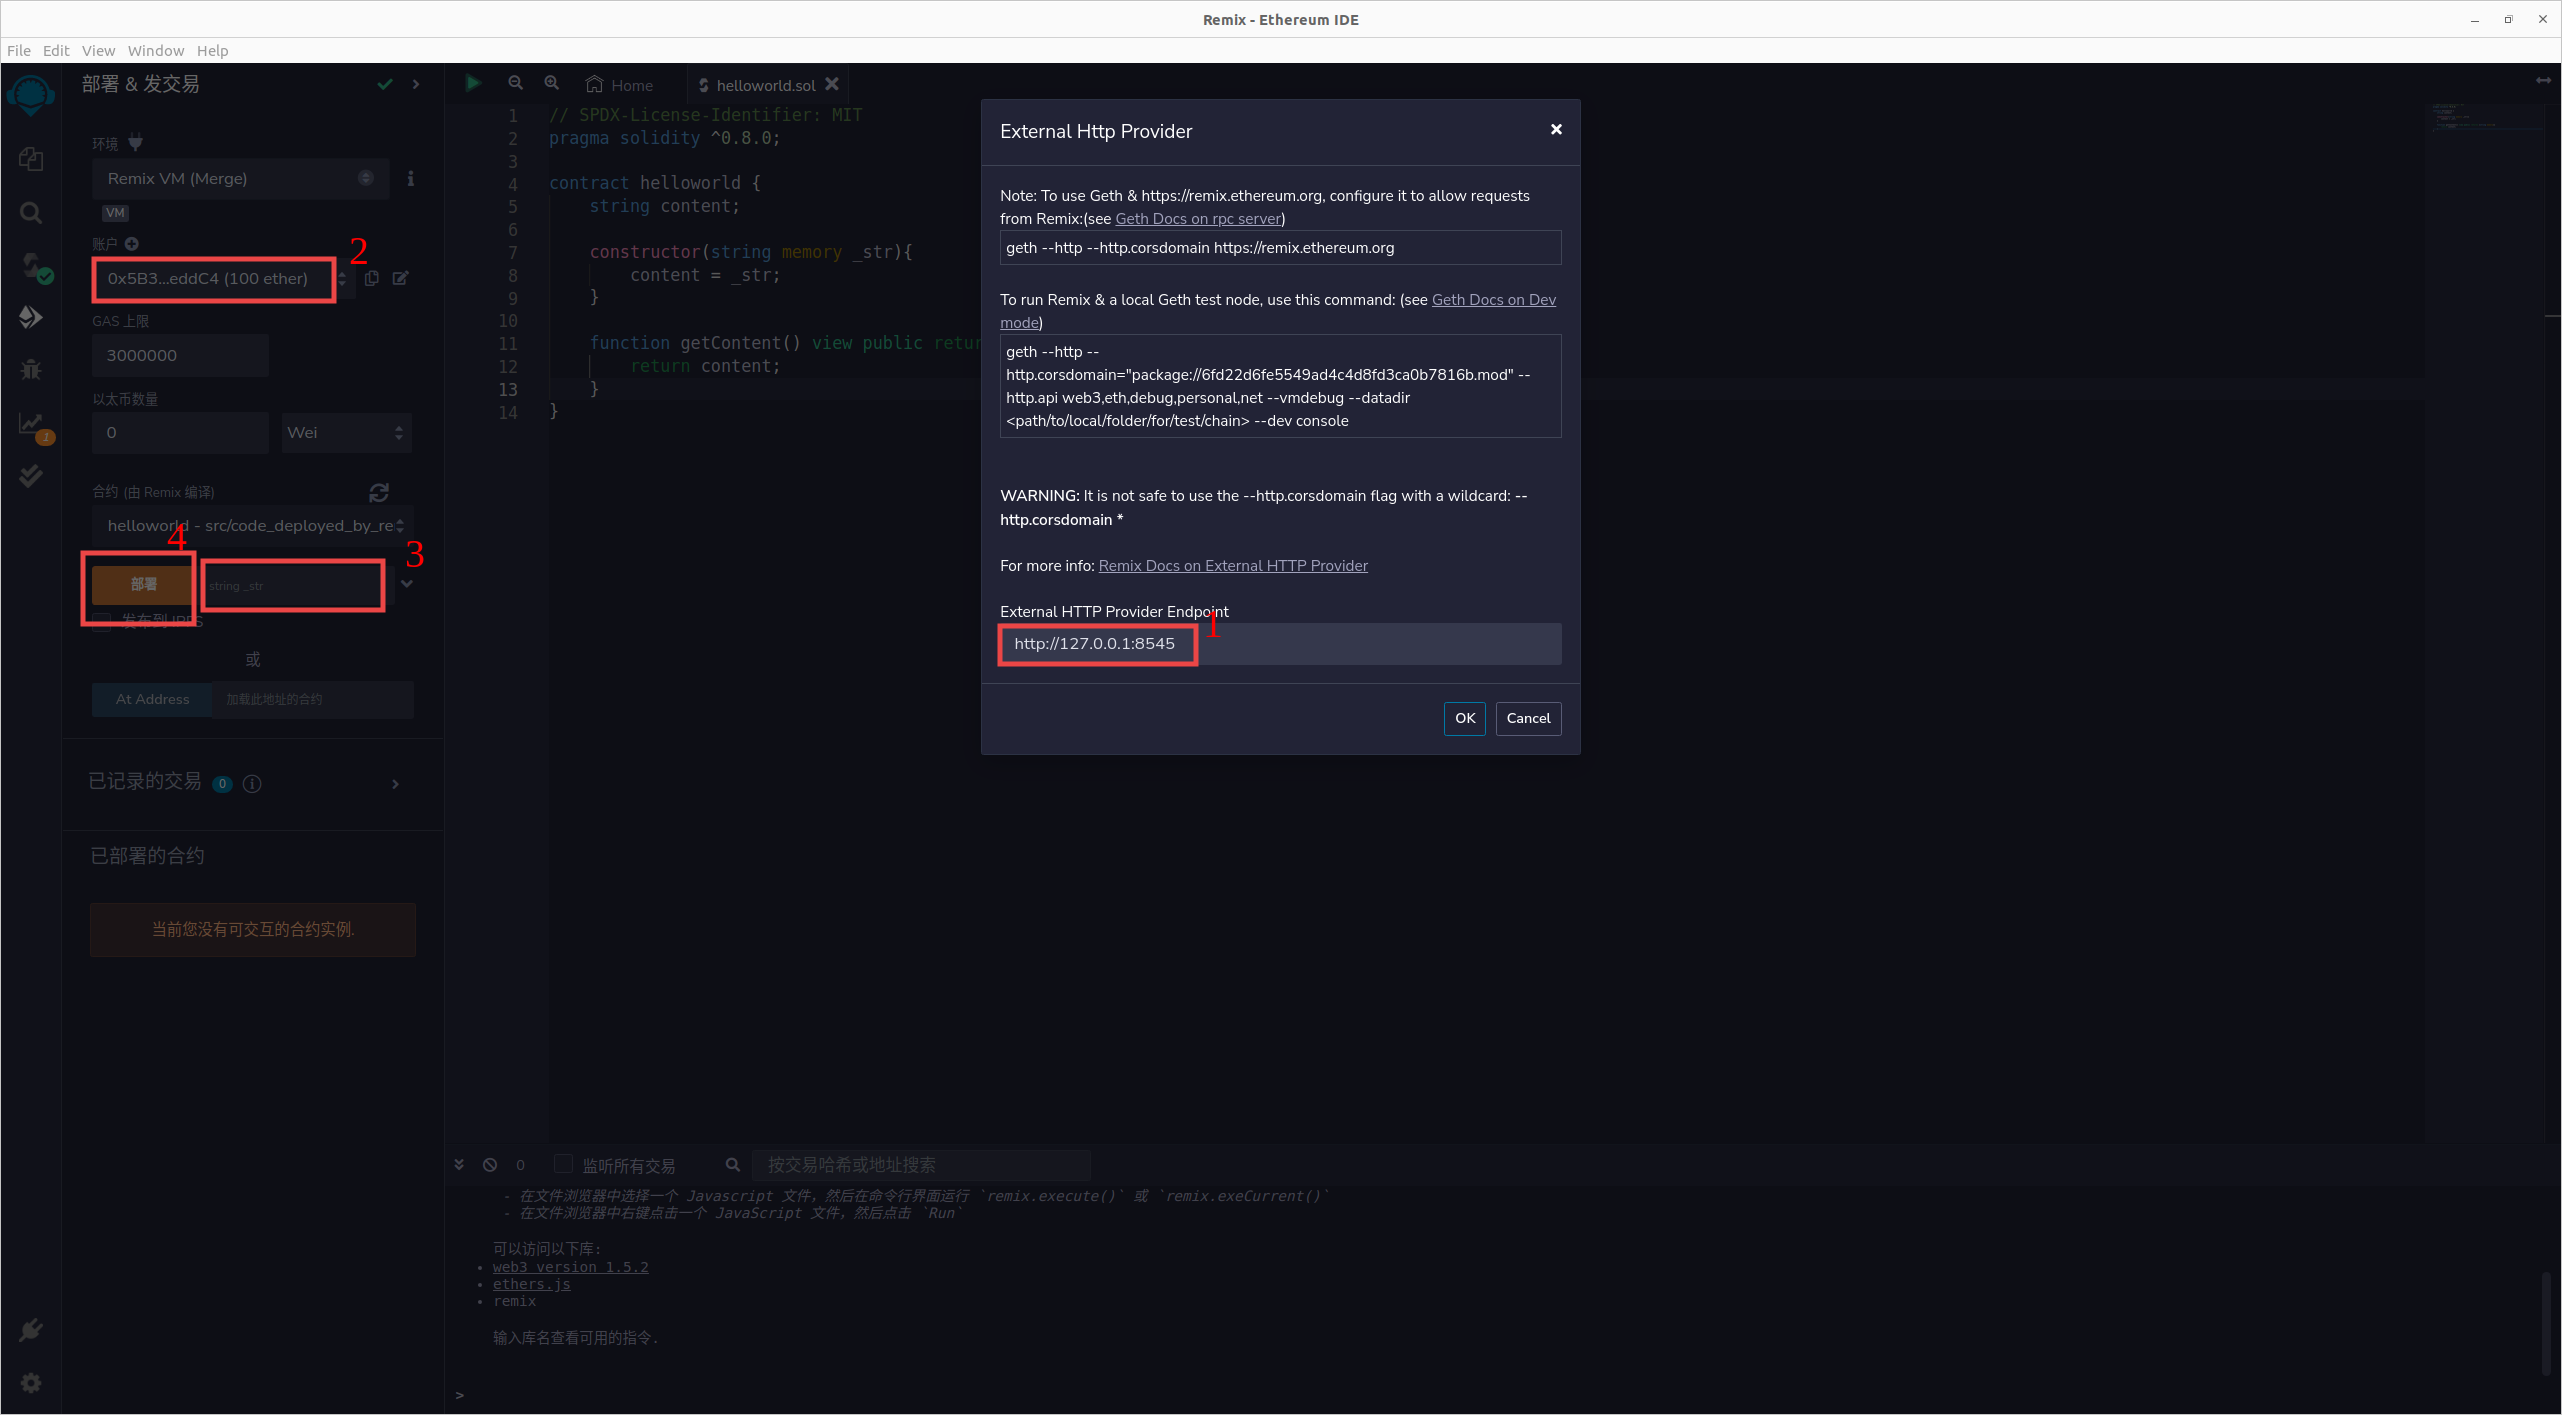 Remix - Ethereum IDE
File Edit View Window Help
部署 & 发交易
环境
Remix VM (Merge)
VM
账户
2
0x5B3...eddC4 (100 ether)
GAS 上限
3000000
以太币数量
0
Wei
合约 (由 Remix 编译)
helloworld - src/code_deployed_by_re
4
3
部署
string _str
发布到 IPFS
或
At Address
加载此地址的合约
已记录的交易 0
已部署的合约
当前您没有可交互的合约实例.
1
Home
helloworld.sol
1 // SPDX-License-Identifier: MIT
2 pragma solidity ^0.8.0;
3
4 contract helloworld {
5 string content;
6
7 constructor(string memory _str){
8 content = _str;
9 }
10
11 function getContent() view public retur
12 return content;
13 }
14 }
External Http Provider
Note: To use Geth & https://remix.ethereum.org, configure it to allow requests
from Remix:(see Geth Docs on rpc server)
geth --http --http.corsdomain https://remix.ethereum.org
To run Remix & a local Geth test node, use this command: (see Geth Docs on Dev
mode)
geth --http --
http.corsdomain="package://6fd22d6fe5549ad4c4d8fd3ca0b7816b.mod" --
http.api web3,eth,debug,personal,net --vmdebug --datadir
<path/to/local/folder/for/test/chain> --dev console
WARNING: It is not safe to use the --http.corsdomain flag with a wildcard: --
http.corsdomain *
For more info: Remix Docs on External HTTP Provider
External HTTP Provider Endpoint
1
http://127.0.0.1:8545
OK
Cancel
0
监听所有交易
按交易哈希或地址搜索
- 在文件浏览器中选择一个 Javascript 文件，然后在命令行界面运行 `remix.execute()` 或 `remix.exeCurrent()`
- 在文件浏览器中右键点击一个 JavaScript 文件，然后点击 `Run`
可以访问以下库:
• web3 version 1.5.2
• ethers.js
• remix
输入库名查看可用的指令.
>